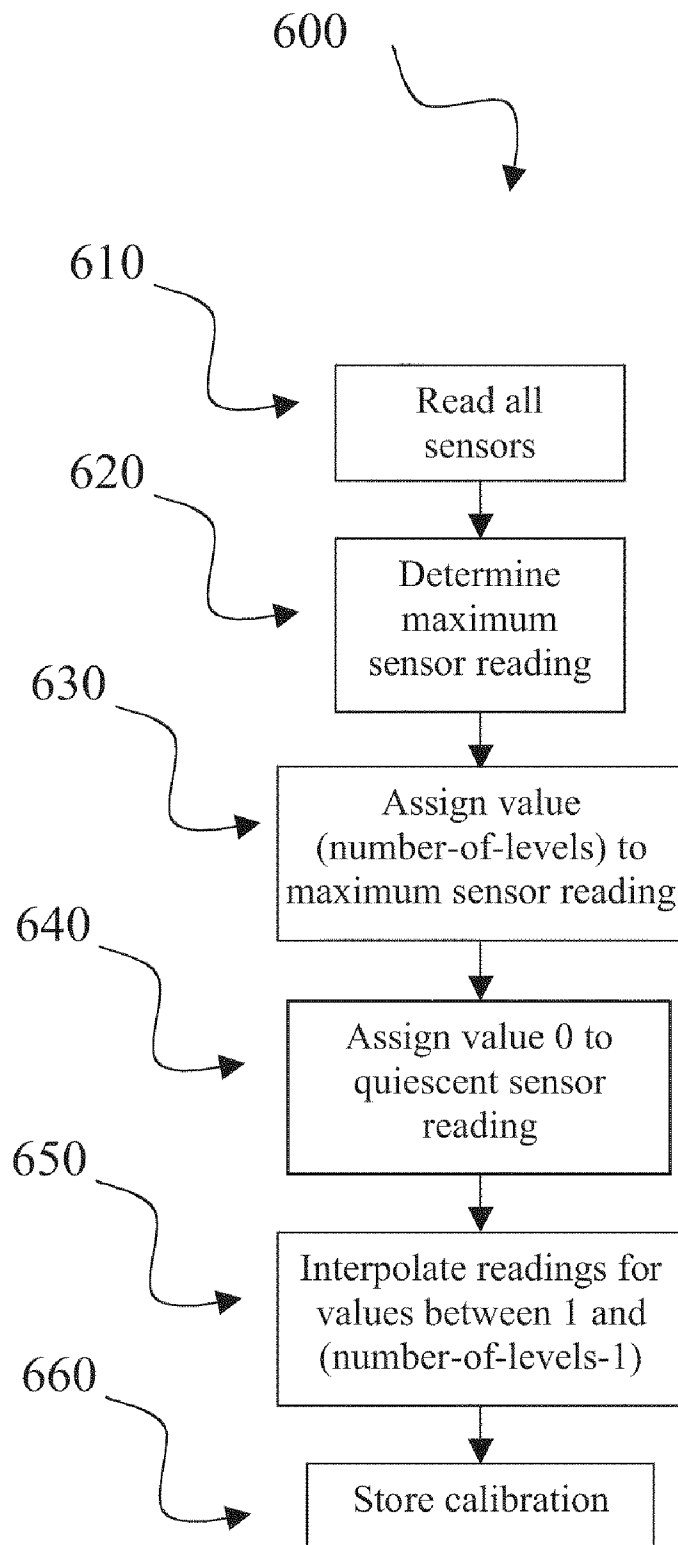 600
610
Read all
sensors
620
Determine
maximum
sensor reading
630
Assign value
(number-of-levels) to
maximum sensor reading
640
Assign value 0 to
quiescent sensor
reading
650
Interpolate readings for
values between 1 and
(number-of-levels-1)
660
Store calibration